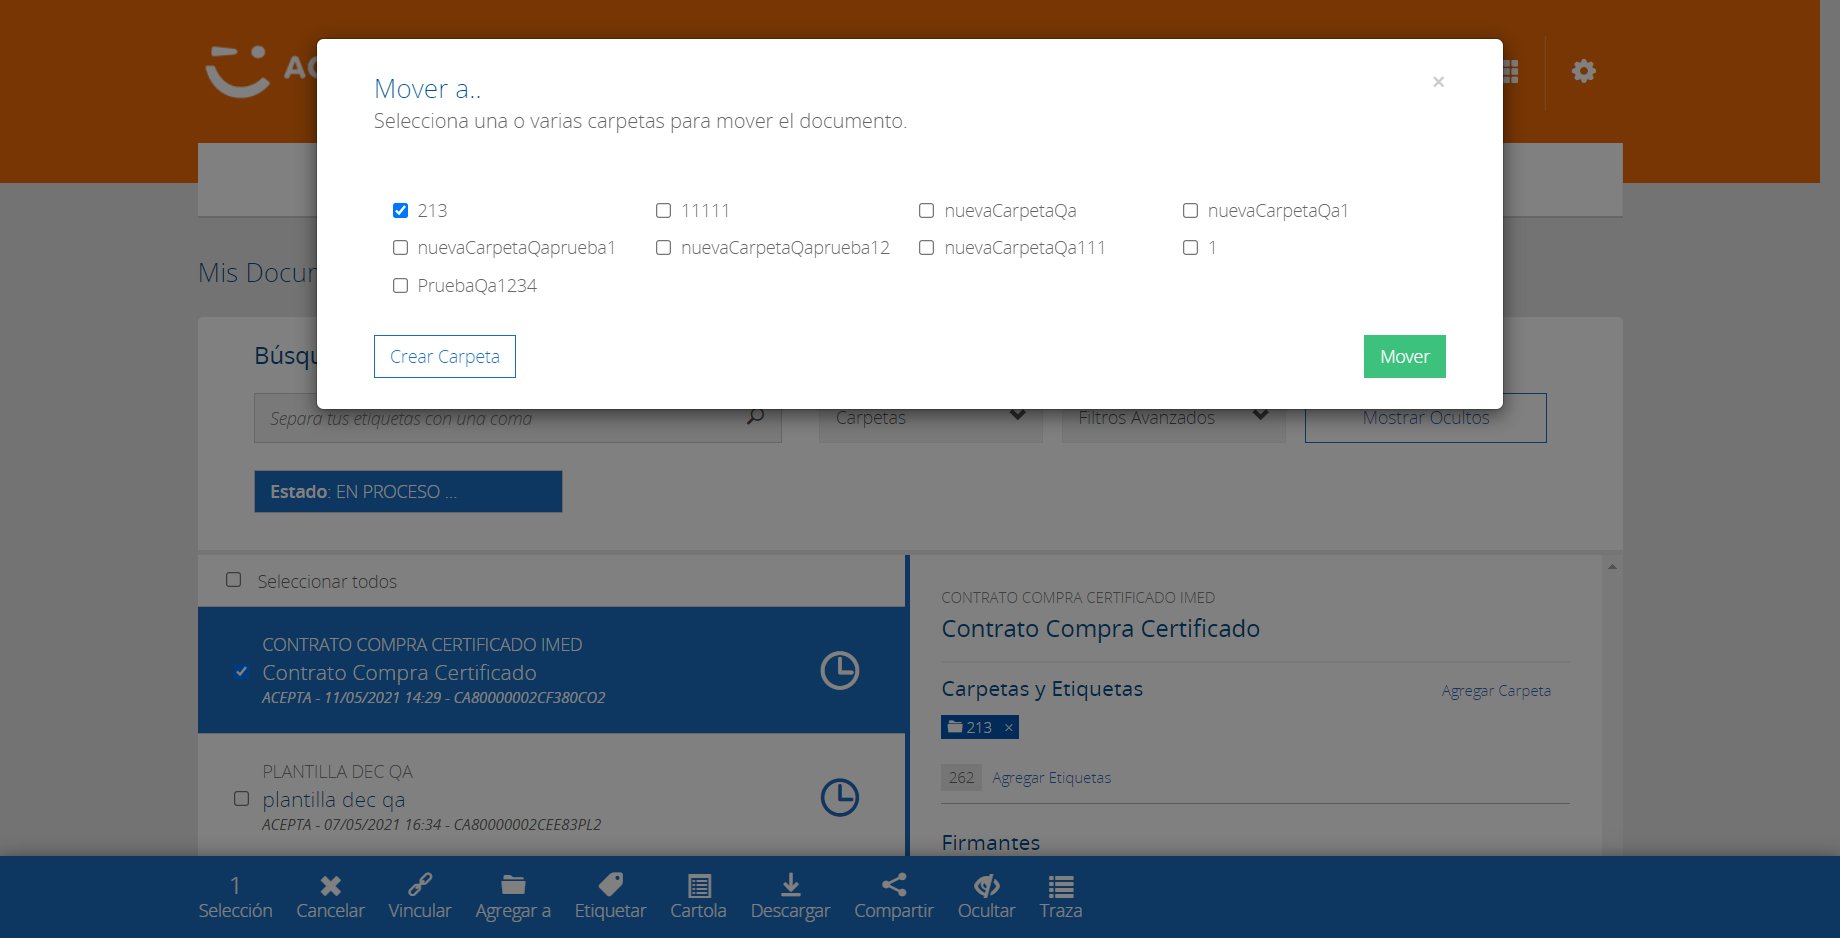 AC
Mover a..
×
Selecciona una o varias carpetas para mover el documento.
213
11111
nuevaCarpetaQa
nuevaCarpetaQa1
nuevaCarpetaQaprueba1
nuevaCarpetaQaprueba12
nuevaCarpetaQa111
1
PruebaQa1234
Crear Carpeta
Mover
Mis Docu
Búsqu
Separa tus etiquetas con una coma
Carpetas
Filtros Avanzados
Mostrar Ocultos
Estado: EN PROCESO ...
Seleccionar todos
CONTRATO COMPRA CERTIFICADO IMED
Contrato Compra Certificado
ACEPTA - 11/05/2021 14:29 - CA80000002CF380CO2
PLANTILLA DEC QA
plantilla dec qa
ACEPTA - 07/05/2021 16:34 - CA80000002CEE83PL2
CONTRATO COMPRA CERTIFICADO IMED
Contrato Compra Certificado
Carpetas y Etiquetas
Agregar Carpeta
213 ×
262 Agregar Etiquetas
Firmantes
1
Selección
Cancelar
Vincular
Agregar a
Etiquetar
Cartola
Descargar
Compartir
Ocultar
Traza